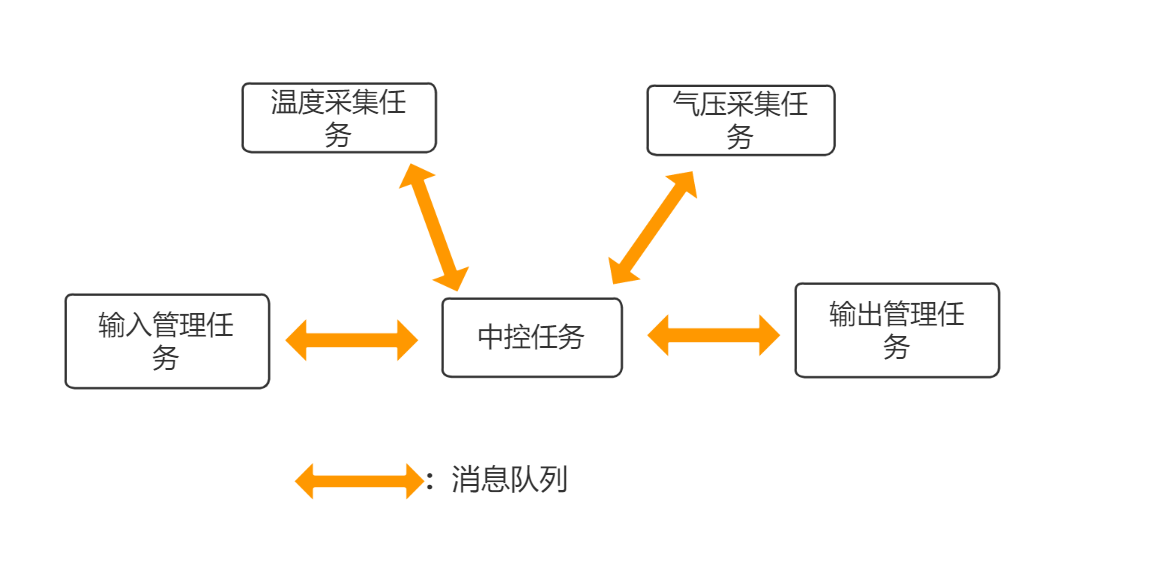 温度采集任
务
气压采集任
务
输入管理任
务
中控任务
输出管理任
务
：消息队列